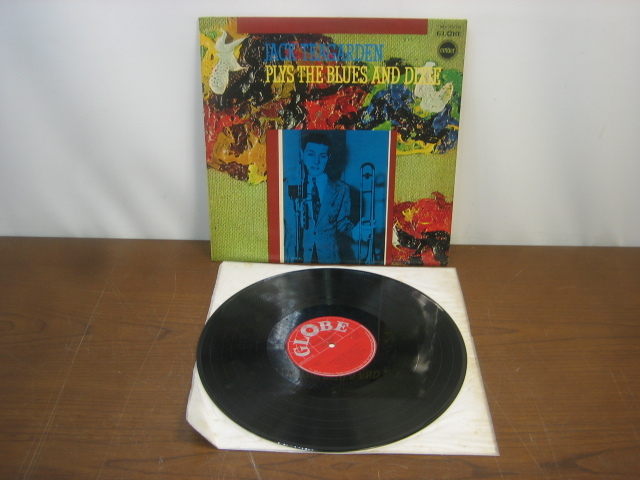 GLOBE
JACK TEAGARDEN
PLYS THE BLUES AND DIXIE
GLOBE